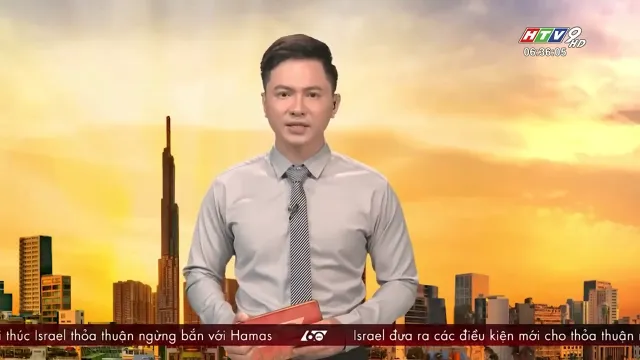 HTV9 HD
06:36:05
thúc Israel thỏa thuận ngừng bắn với Hamas 60 Israel đưa ra các điều kiện mới cho thỏa thuận